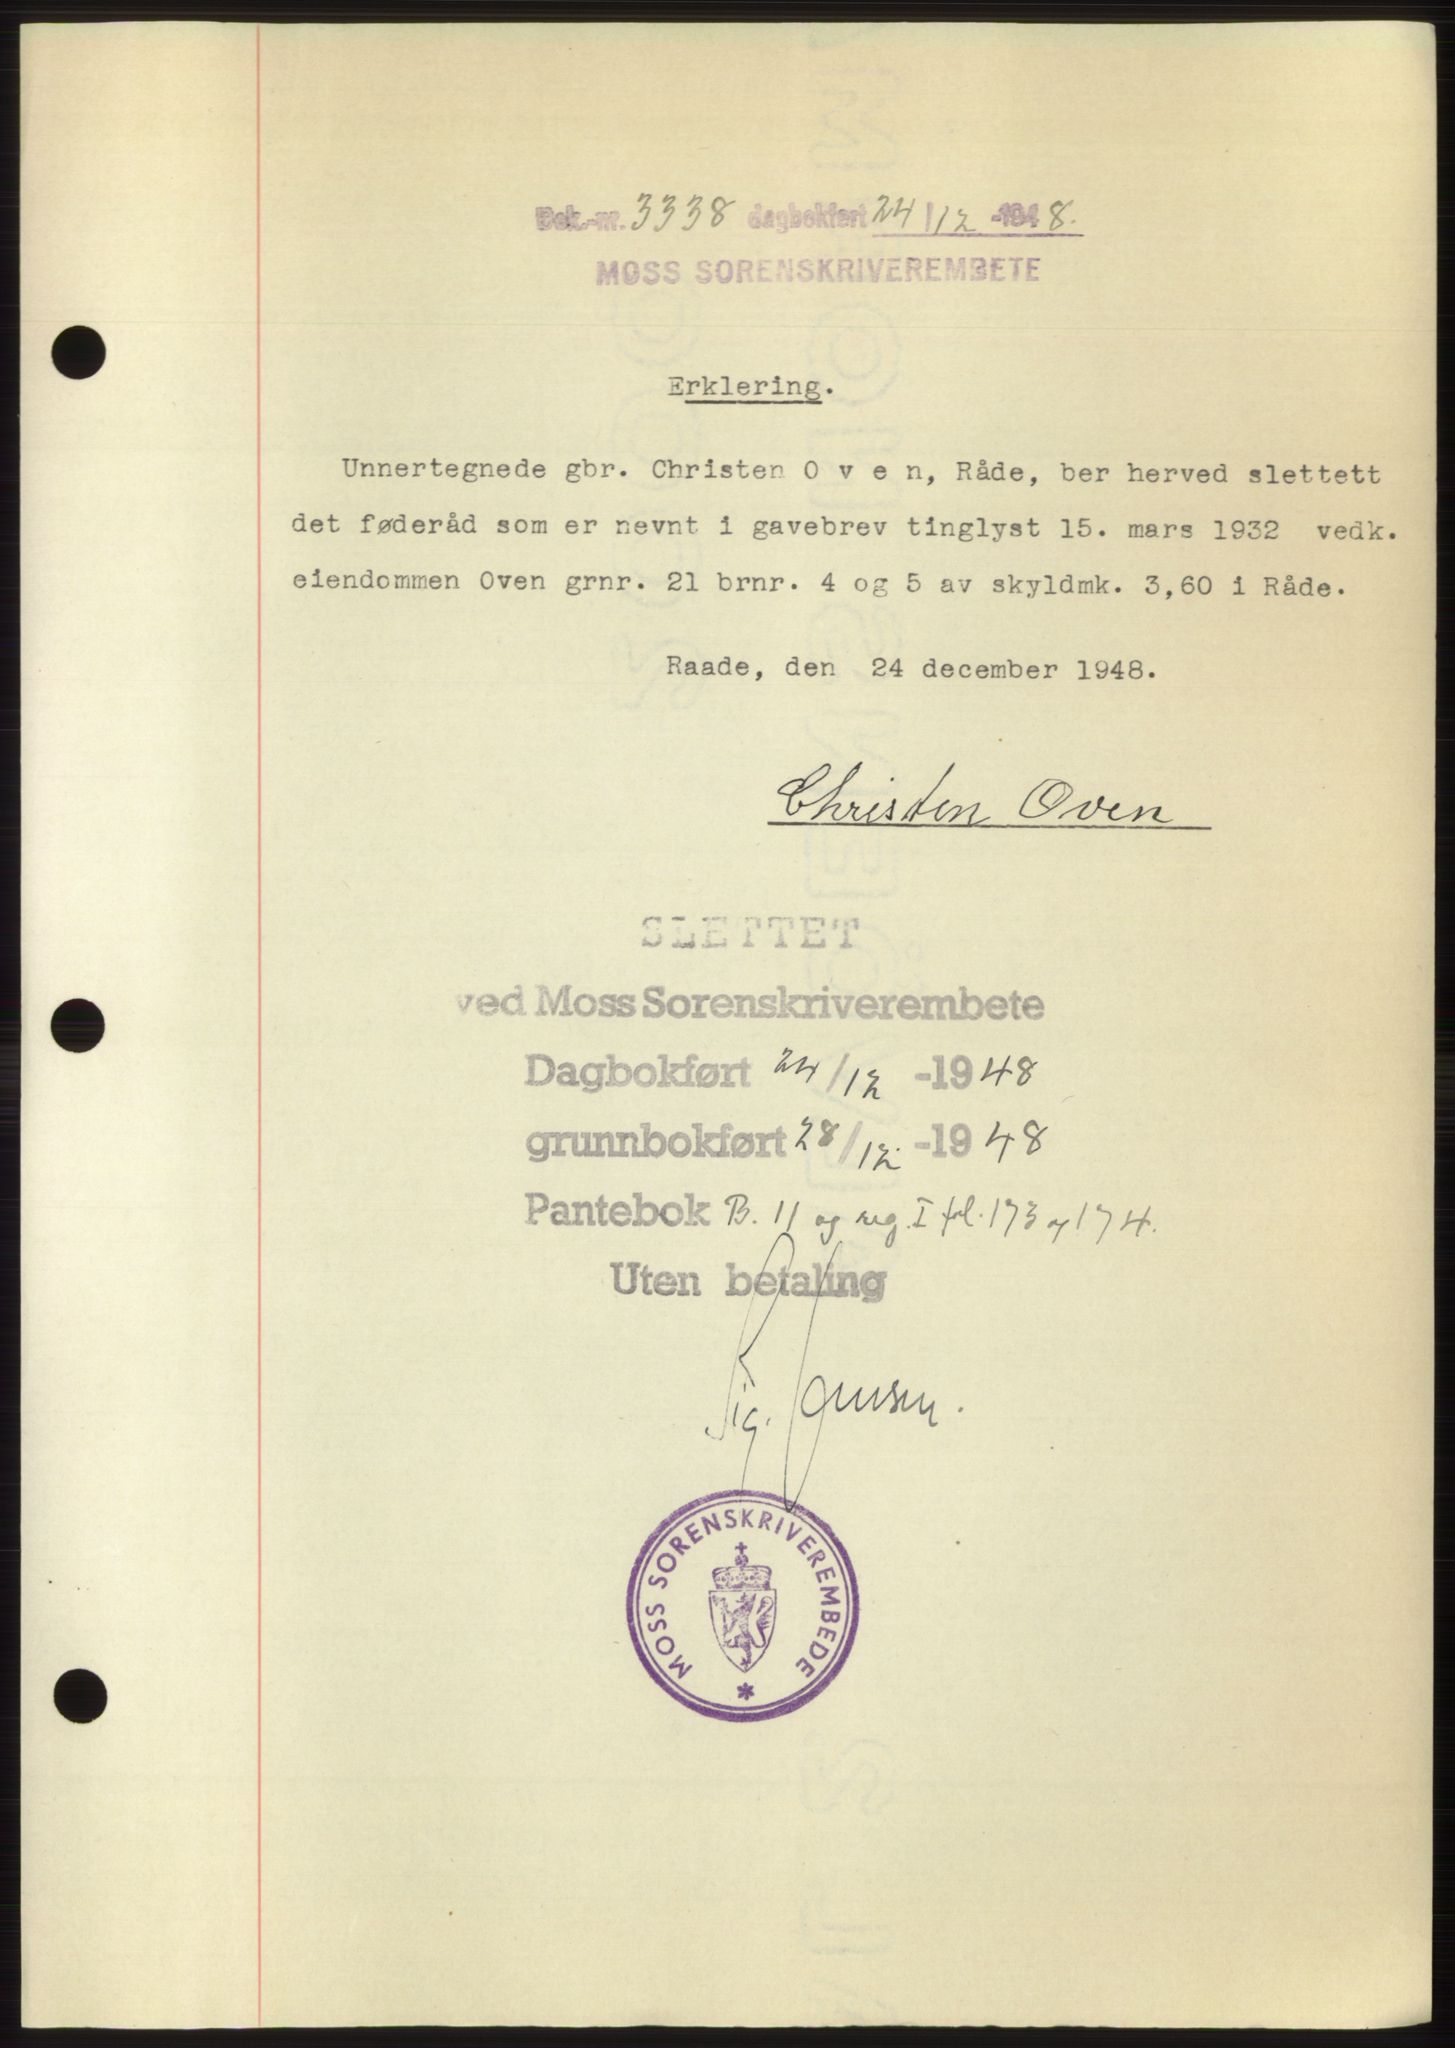 Dok.-nr. 3338 dagbokført 24/12 -1948.
MOSS SORENSKRIVEREMBETE
Erklering.
Unnertegnede gbr. Christen O v e n, Råde, ber herved slettett
det føderåd som er nevnt i gavebrev tinglyst 15. mars 1932 vedk.
eiendommen Oven grnr. 21 brnr. 4 og 5 av skyldmk. 3,60 i Råde.
Raade, den 24 december 1948.
Christen Oven
SLETTET
ved Moss Sorenskriverembete
Dagbokført 24/12 -1948
grunnbokført 28/12 -1948
Pantebok B. 11 og reg. I fol. 173 og 174.
Uten betaling
Sig. Jensen.
MOSS SORENSKRIVEREMBEDE